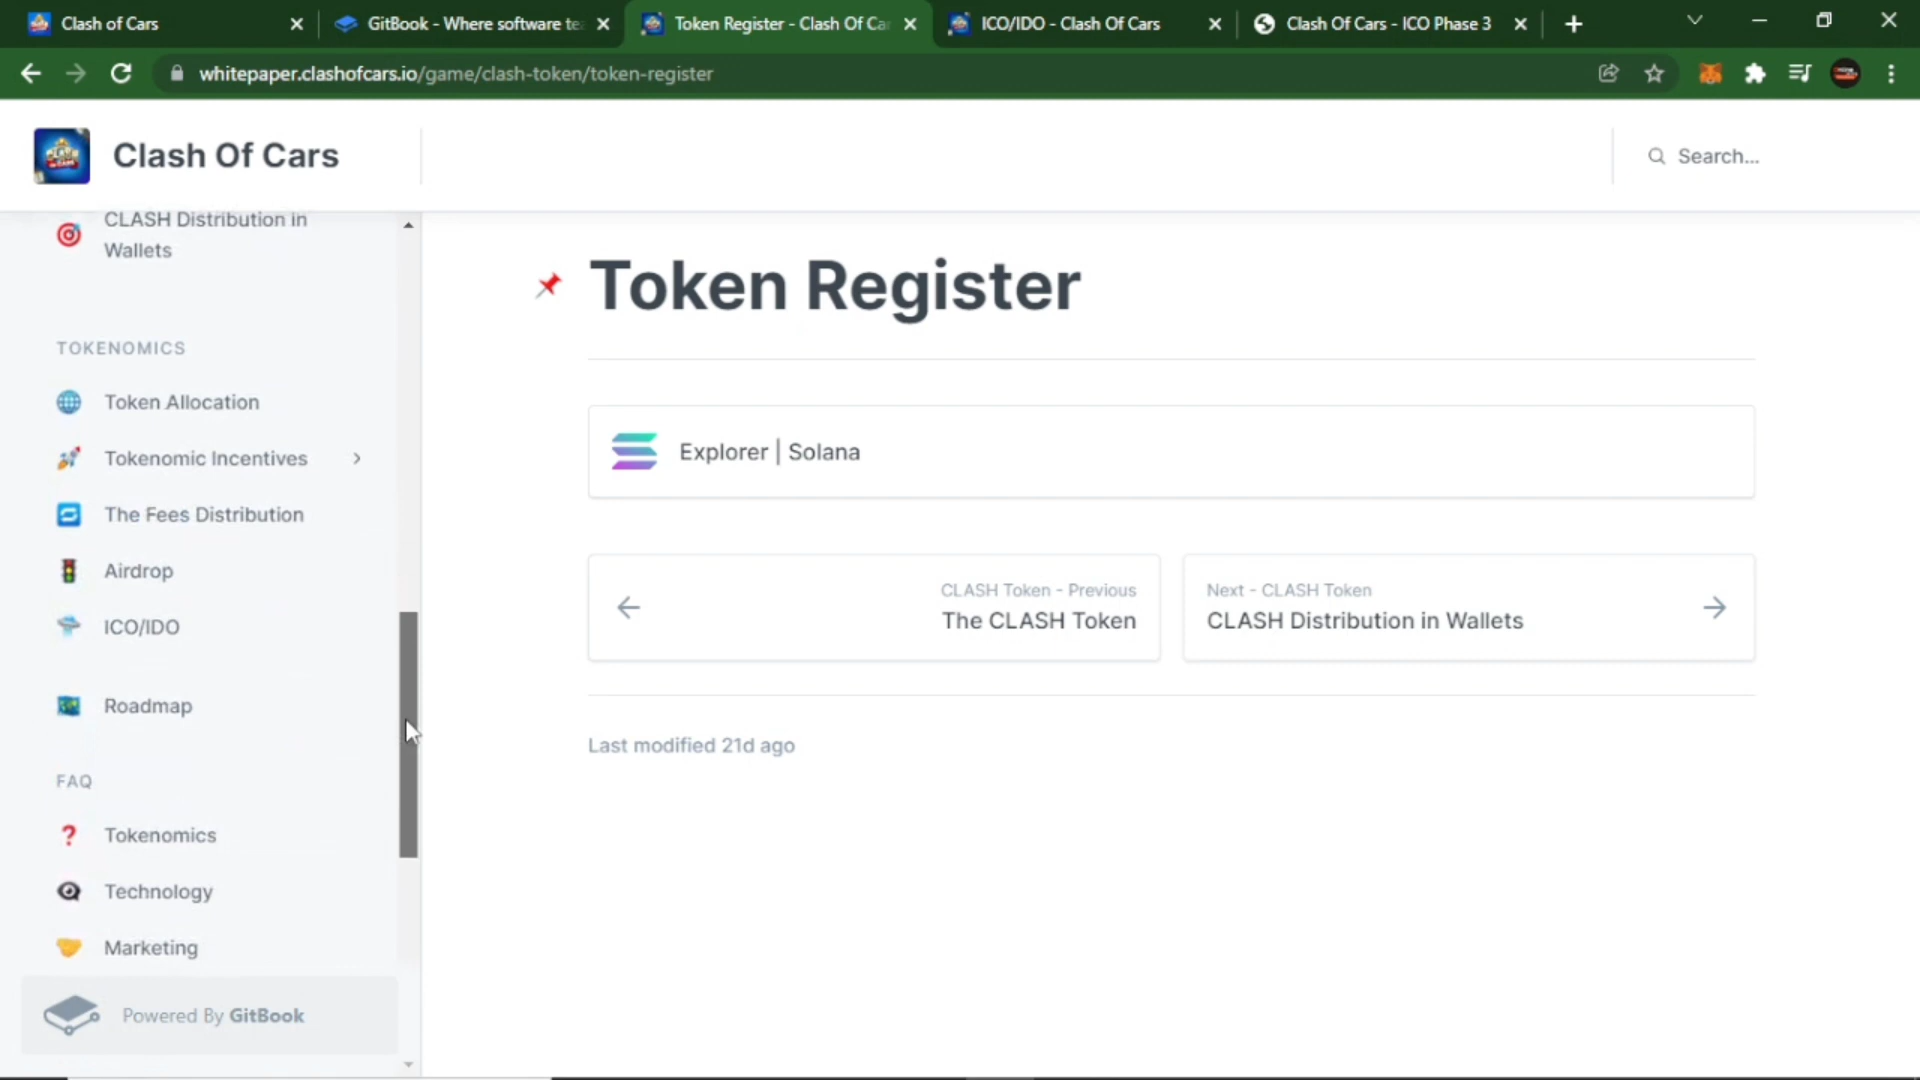 Clash of Cars
GitBook - Where software te
Token Register - Clash Of Ca
ICO/IDO - Clash Of Cars
Clash Of Cars - ICO Phase 3
whitepaper.clashofcars.io/game/clash-token/token-register
Clash Of Cars
Search...
CLASH Distribution in
Wallets
TOKENOMICS
Token Allocation
Tokenomic Incentives
The Fees Distribution
Airdrop
ICO/IDO
Roadmap
FAQ
Tokenomics
Technology
Marketing
Powered By GitBook
Token Register
Explorer | Solana
CLASH Token - Previous
The CLASH Token
Next - CLASH Token
CLASH Distribution in Wallets
Last modified 21d ago